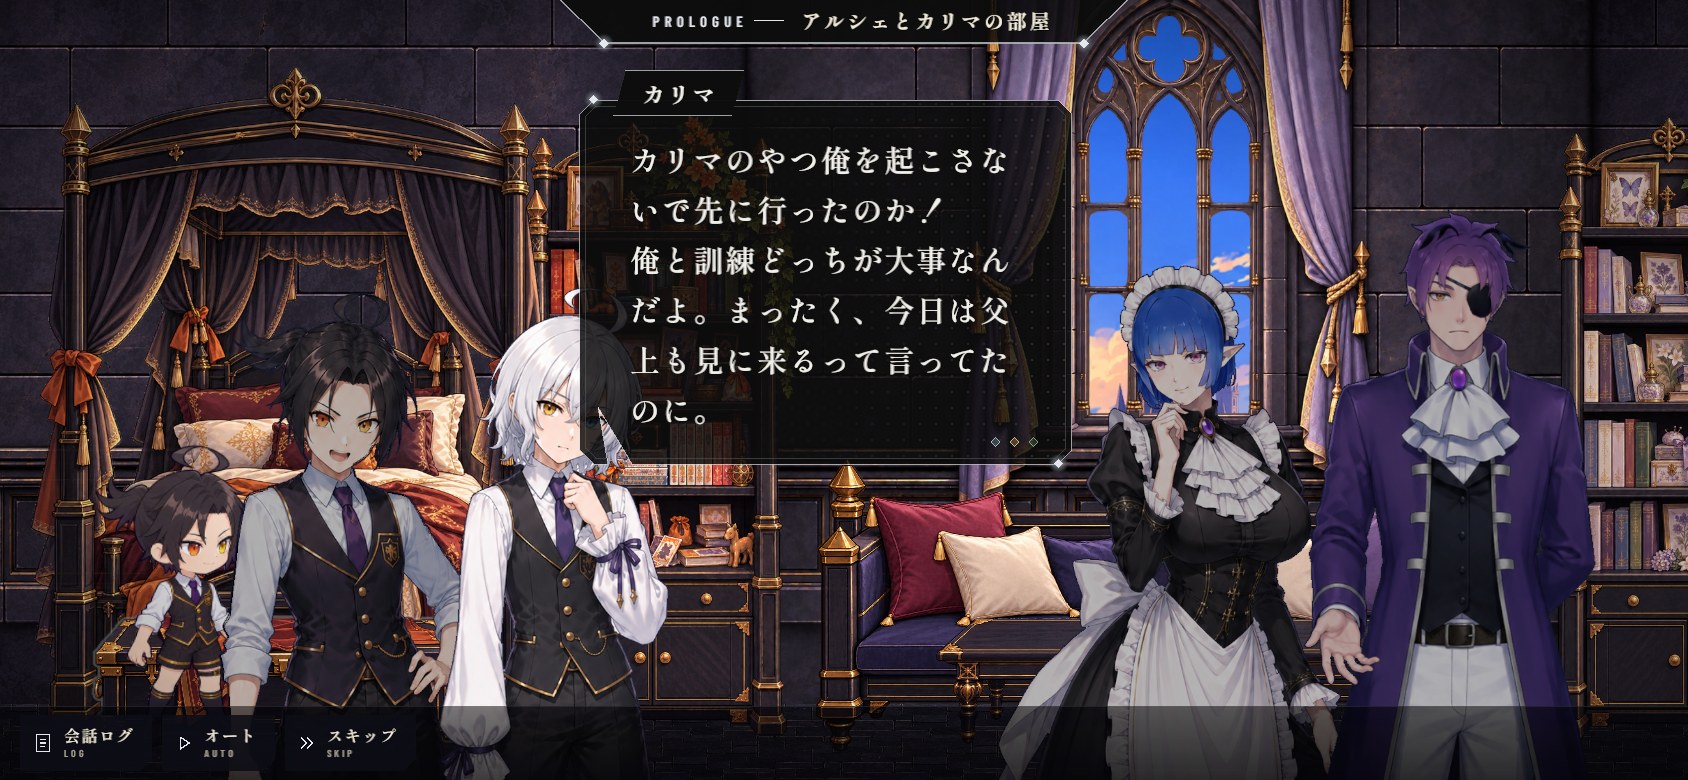 PROLOGUE アルシェとカリマの部屋
カリマ
カリマのやつ俺を起こさな
いで先に行ったのか！
俺と訓練どっちが大事なん
だよ。まったく、今日は父
上も見に来るって言ってた
のに。
会話ログ
LOG
オート
AUTO
スキップ
SKIP